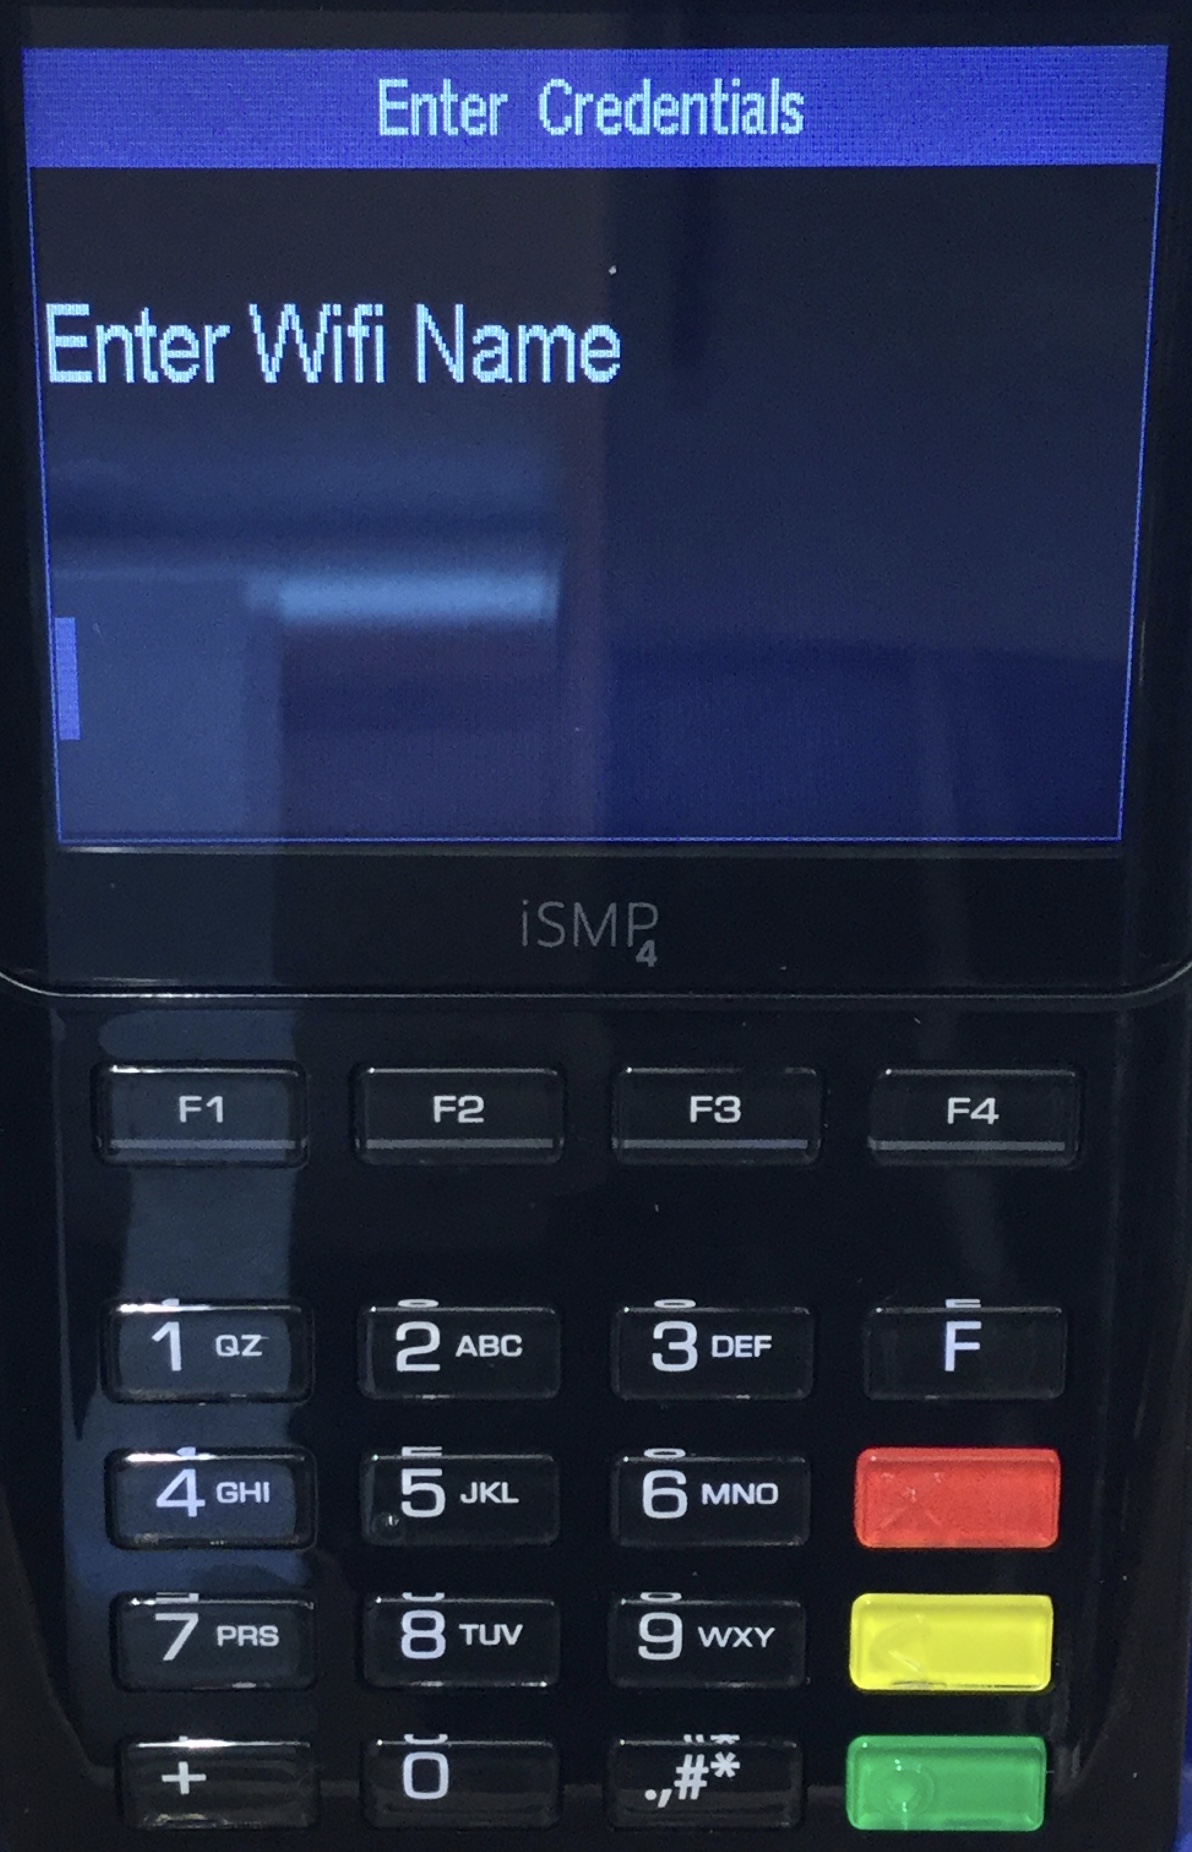 Enter Credentials
Enter Wifi Name
iSMP4
F1 F2 F3 F4
1 QZ 2 ABC 3 DEF F
4 GHI 5 JKL 6 MNO
7 PRS 8 TUV 9 WXY
+ 0 .,#*